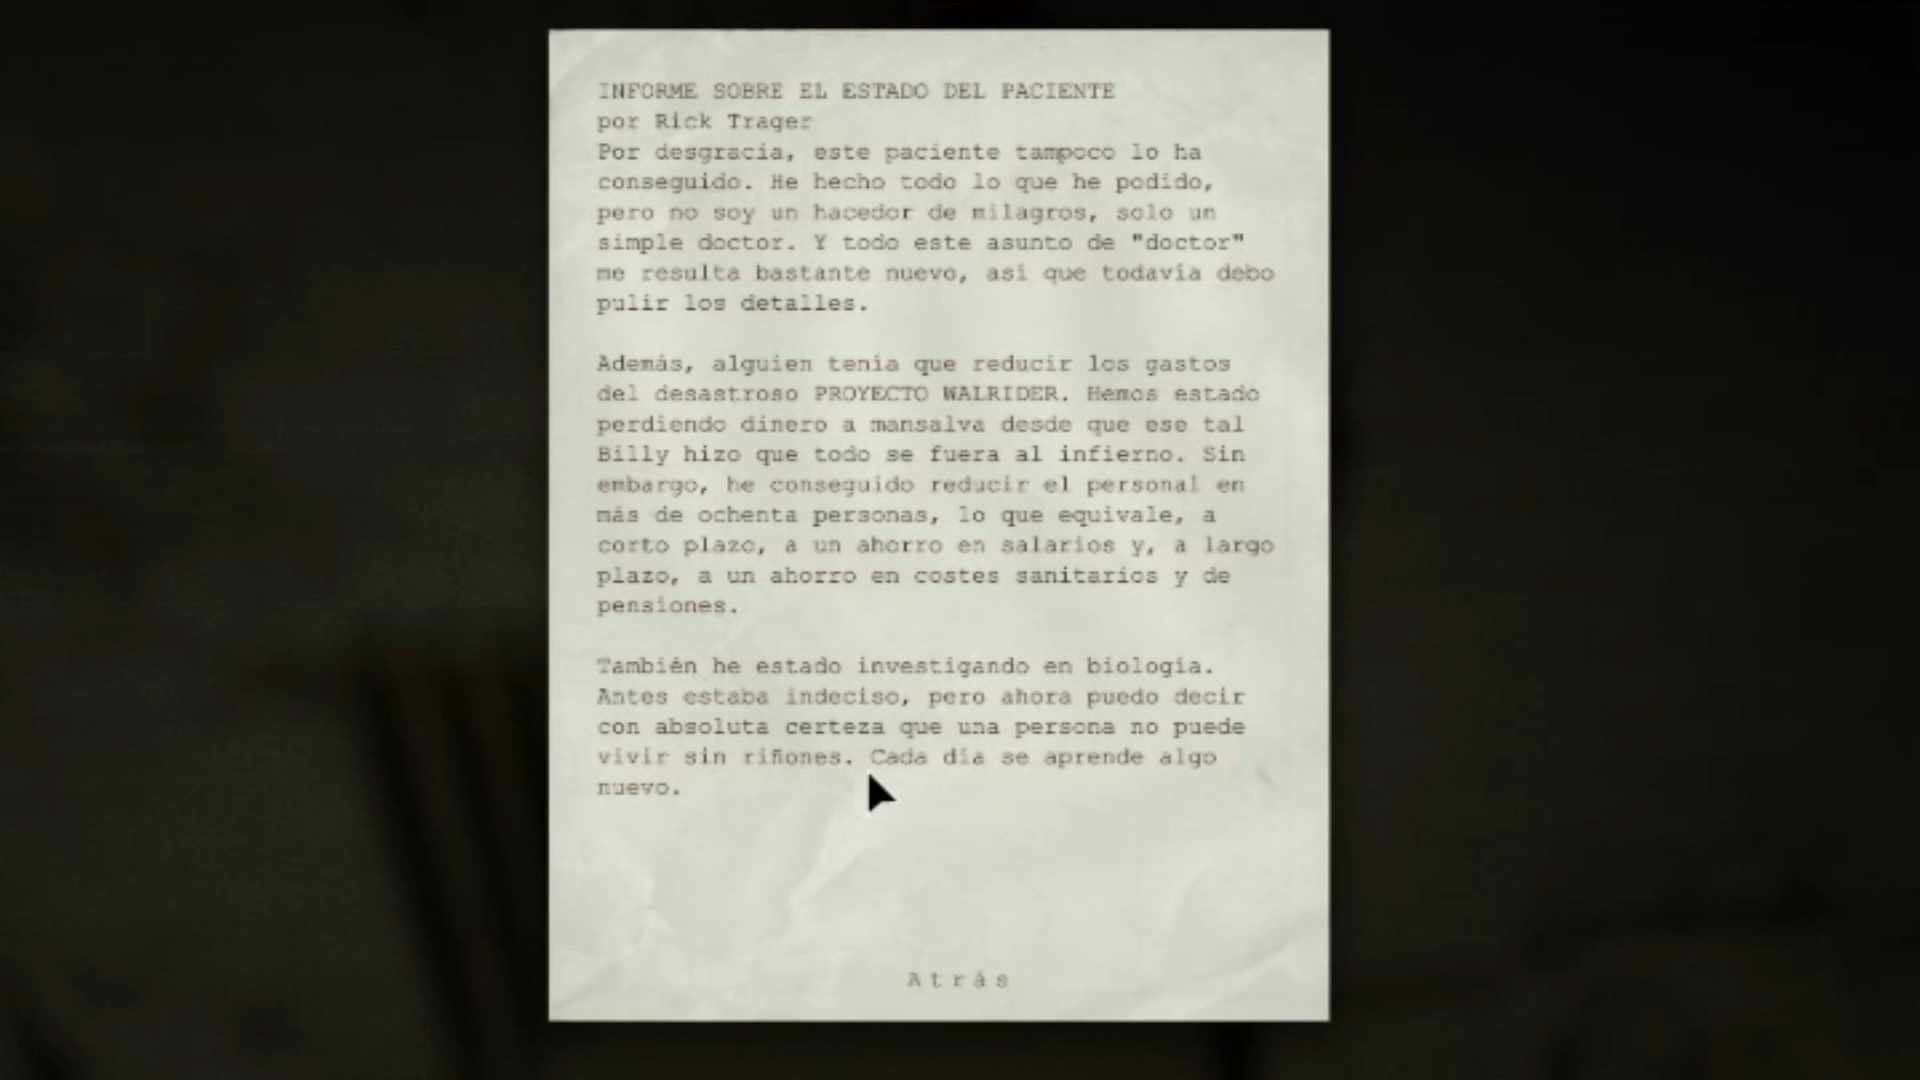 INFORME SOBRE EL ESTADO DEL PACIENTE
por Rick Trager
Por desgracia, este paciente tampoco lo ha
conseguido. He hecho todo lo que he podido,
pero no soy un hacedor de milagros, solo un
simple doctor. Y todo este asunto de "doctor"
me resulta bastante nuevo, así que todavía debo
pulir los detalles.
Además, alguien tenía que reducir los gastos
del desastroso PROYECTO WALRIDER. Hemos estado
perdiendo dinero a mansalva desde que ese tal
Billy hizo que todo se fuera al infierno. Sin
embargo, he conseguido reducir el personal en
más de ochenta personas, lo que equivale, a
corto plazo, a un ahorro en salarios y, a largo
plazo, a un ahorro en costes sanitarios y de
pensiones.
También he estado investigando en biología.
Antes estaba indeciso, pero ahora puedo decir
con absoluta certeza que una persona no puede
vivir sin riñones. Cada día se aprende algo
nuevo.
Atrás